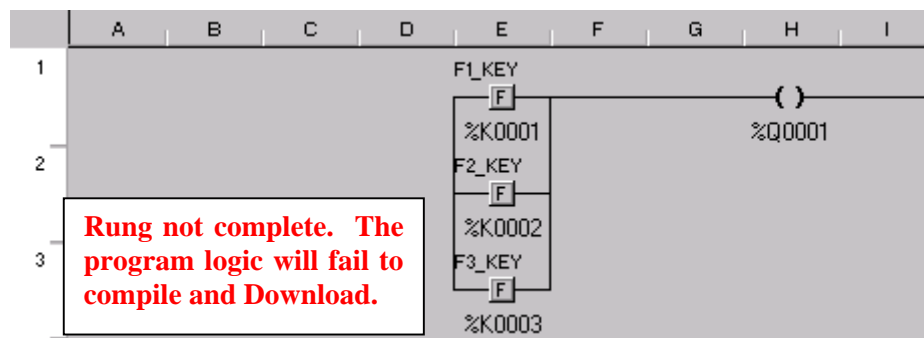 A B C D E F G H I
1
F1_KEY
F
( )
%K0001 %Q0001
2
F2_KEY
F
%K0002
3
F3_KEY
F
%K0003
Rung not complete. The
program logic will fail to
compile and Download.